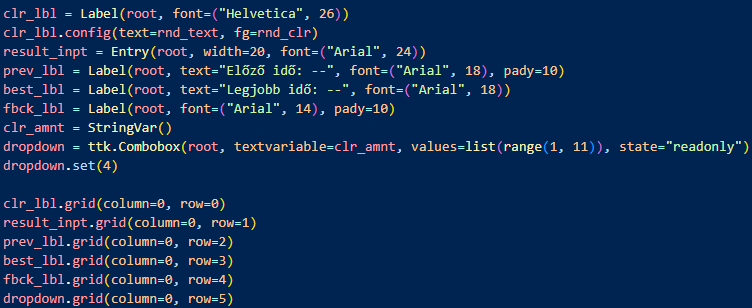 clr_lbl = Label(root, font=("Helvetica", 26))
clr_lbl.config(text=rnd_text, fg=rnd_clr)
result_inpt = Entry(root, width=20, font=("Arial", 24))
prev_lbl = Label(root, text="Előző idő: --", font=("Arial", 18), pady=10)
best_lbl = Label(root, text="Legjobb idő: --", font=("Arial", 18))
fbck_lbl = Label(root, font=("Arial", 14), pady=10)
clr_amnt = StringVar()
dropdown = ttk.Combobox(root, textvariable=clr_amnt, values=list(range(1, 11)), state="readonly")
dropdown.set(4)

clr_lbl.grid(column=0, row=0)
result_inpt.grid(column=0, row=1)
prev_lbl.grid(column=0, row=2)
best_lbl.grid(column=0, row=3)
fbck_lbl.grid(column=0, row=4)
dropdown.grid(column=0, row=5)